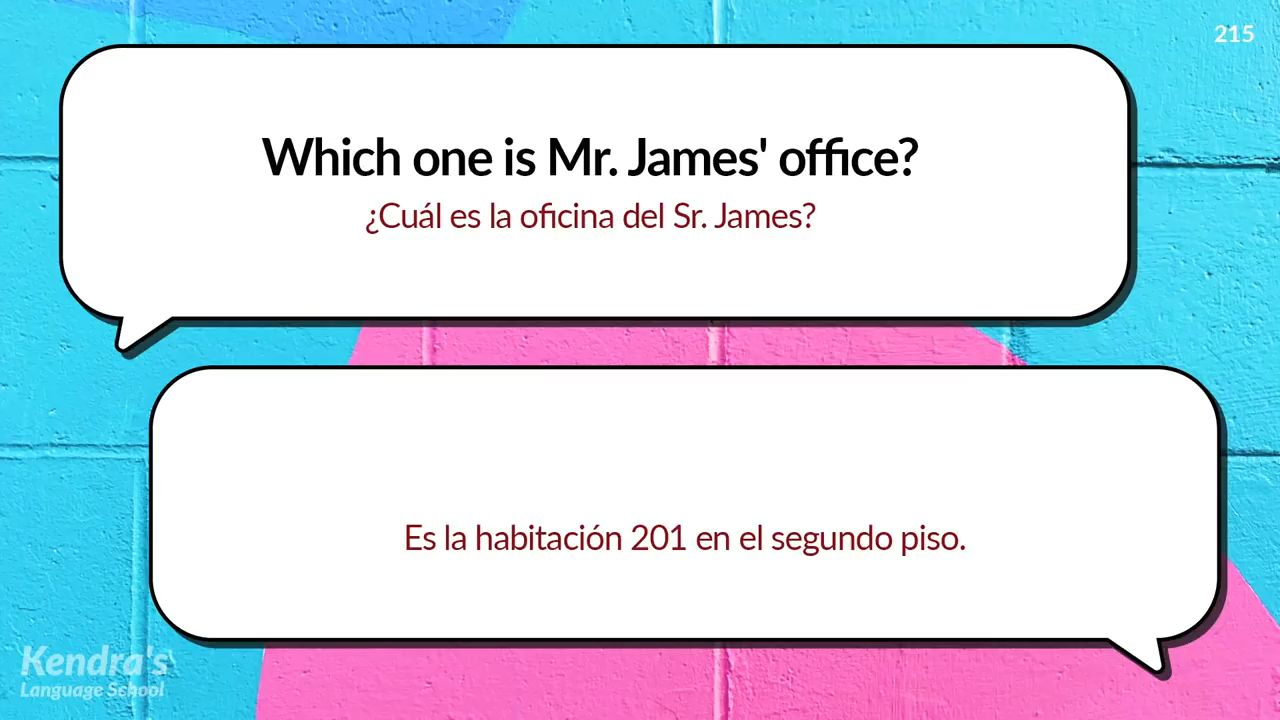 215
Which one is Mr. James' office?
¿Cuál es la oficina del Sr. James?
Es la habitación 201 en el segundo piso.
Kendra's
Language School